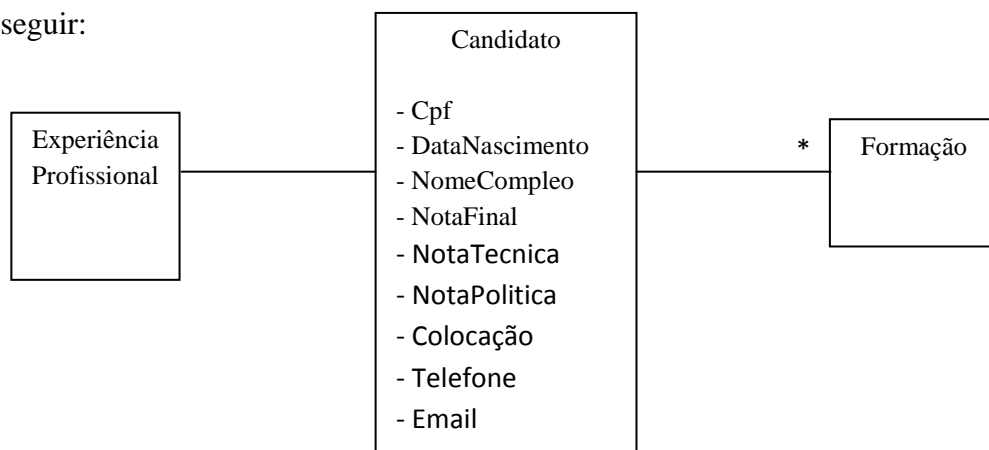 seguir:
Candidato
- Cpf
- DataNascimento
- NomeCompleo
- NotaFinal
- NotaTecnica
- NotaPolitica
- Colocação
- Telefone
- Email
Experiência
Profissional
*
Formação